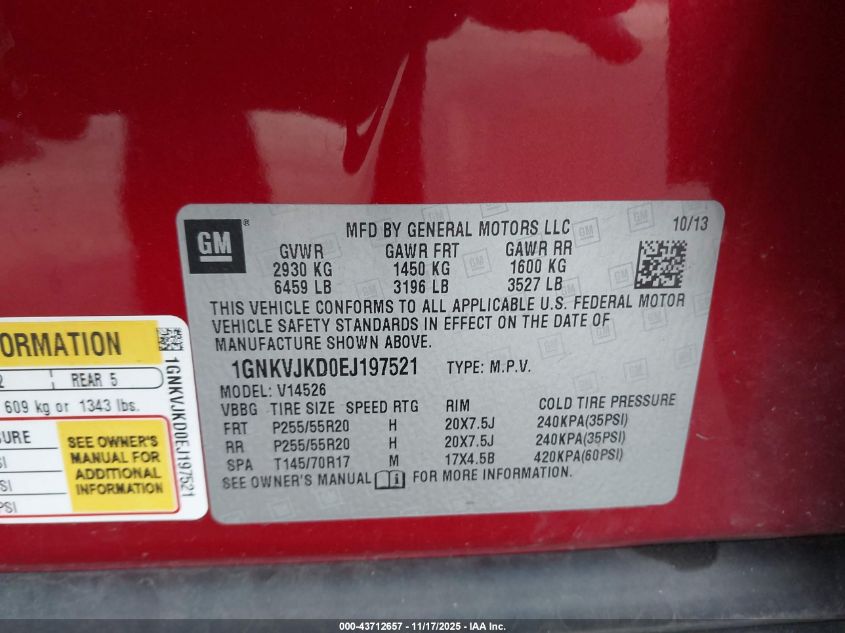 GM
®
MFD BY GENERAL MOTORS LLC
10/13
GVWR GAWR FRT GAWR RR
2930 KG 1450 KG 1600 KG
6459 LB 3196 LB 3527 LB
THIS VEHICLE CONFORMS TO ALL APPLICABLE U.S. FEDERAL MOTOR
VEHICLE SAFETY STANDARDS IN EFFECT ON THE DATE OF
MANUFACTURE SHOWN ABOVE.
1GNKVJKD0EJ197521 TYPE: M.P.V.
MODEL: V14526
VBBG TIRE SIZE SPEED RTG RIM COLD TIRE PRESSURE
FRT P255/55R20 H 20X7.5J 240KPA(35PSI)
RR P255/55R20 H 20X7.5J 240KPA(35PSI)
SPA T145/70R17 M 17X4.5B 420KPA(60PSI)
SEE OWNER'S MANUAL FOR MORE INFORMATION.
ORMATION
2 REAR 5
609 kg or 1343 lbs.
SURE
SI
SI
PSI
SEE OWNER'S
MANUAL FOR
ADDITIONAL
INFORMATION
1GNKVJKD0EJ197521
000-43712657 - 11/17/2025 - IAA Inc.